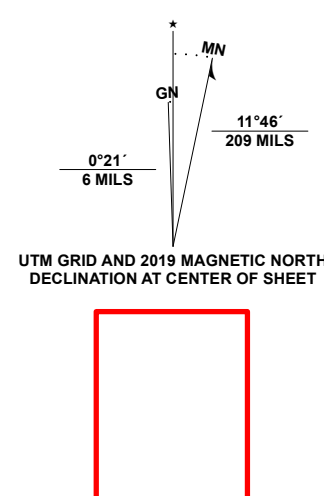 ★
MN
GN
11°46´
209 MILS
0°21´
6 MILS
UTM GRID AND 2019 MAGNETIC NORTH
DECLINATION AT CENTER OF SHEET